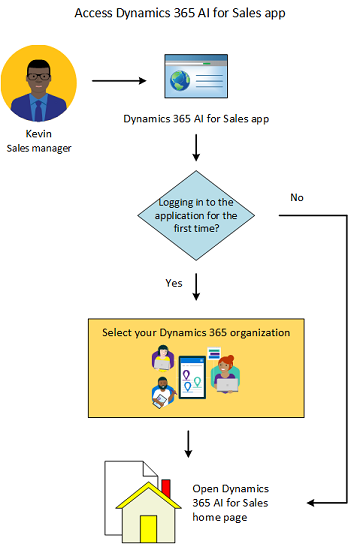 Access Dynamics 365 AI for Sales app
Kevin
Sales manager
Dynamics 365 AI for Sales app
Logging in to the
application for the
first time?
No
Yes
Select your Dynamics 365 organization
Open Dynamics
365 AI for Sales
home page